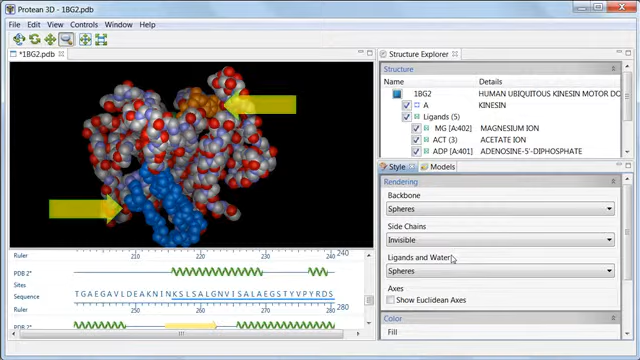 Protean 3D - 1BG2.pdb
File Edit View Controls Window Help
*1BG2.pdb
Structure Explorer
Structure
Name Details
1BG2 HUMAN UBIQUITOUS KINESIN MOTOR DO
A KINESIN
Ligands (5)
MG [A:402] MAGNESIUM ION
ACT (3) ACETATE ION
ADP [A:401] ADENOSINE-5'-DIPHOSPHATE
Style Models
Rendering
Backbone
Spheres
Side Chains
Invisible
Ligands and Water
Spheres
Axes
Show Euclidean Axes
Color
Fill
Ruler 240
PDB 2°
Sites
Sequence TGAEGAVLDEAKNINKSLSALGNVISALAEGSTYVPYRDS
200 210 220 230 240 250 260 270 280